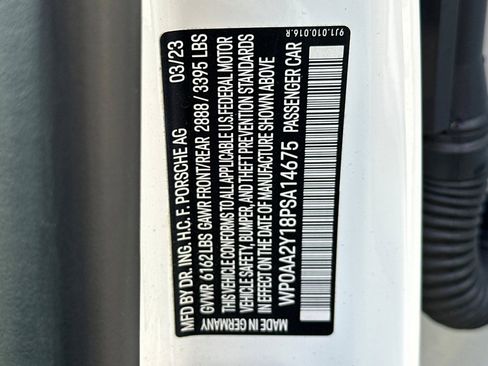 MFD BY DR. ING. H.C. F. PORSCHE AG 03/23
GVWR 6162 LBS GAWR FRONT/REAR 2888/ 3395 LBS
THIS VEHICLE CONFORMS TO ALL APPLICABLE U.S.FEDERAL MOTOR
VEHICLE SAFETY, BUMPER, AND THEFT PREVENTION STANDARDS
IN EFFECT ON THE DATE OF MANUFACTURE SHOWN ABOVE
WP0AA2Y18PSA14675 PASSENGER CAR
MADE IN GERMANY
9J1.010.016.R